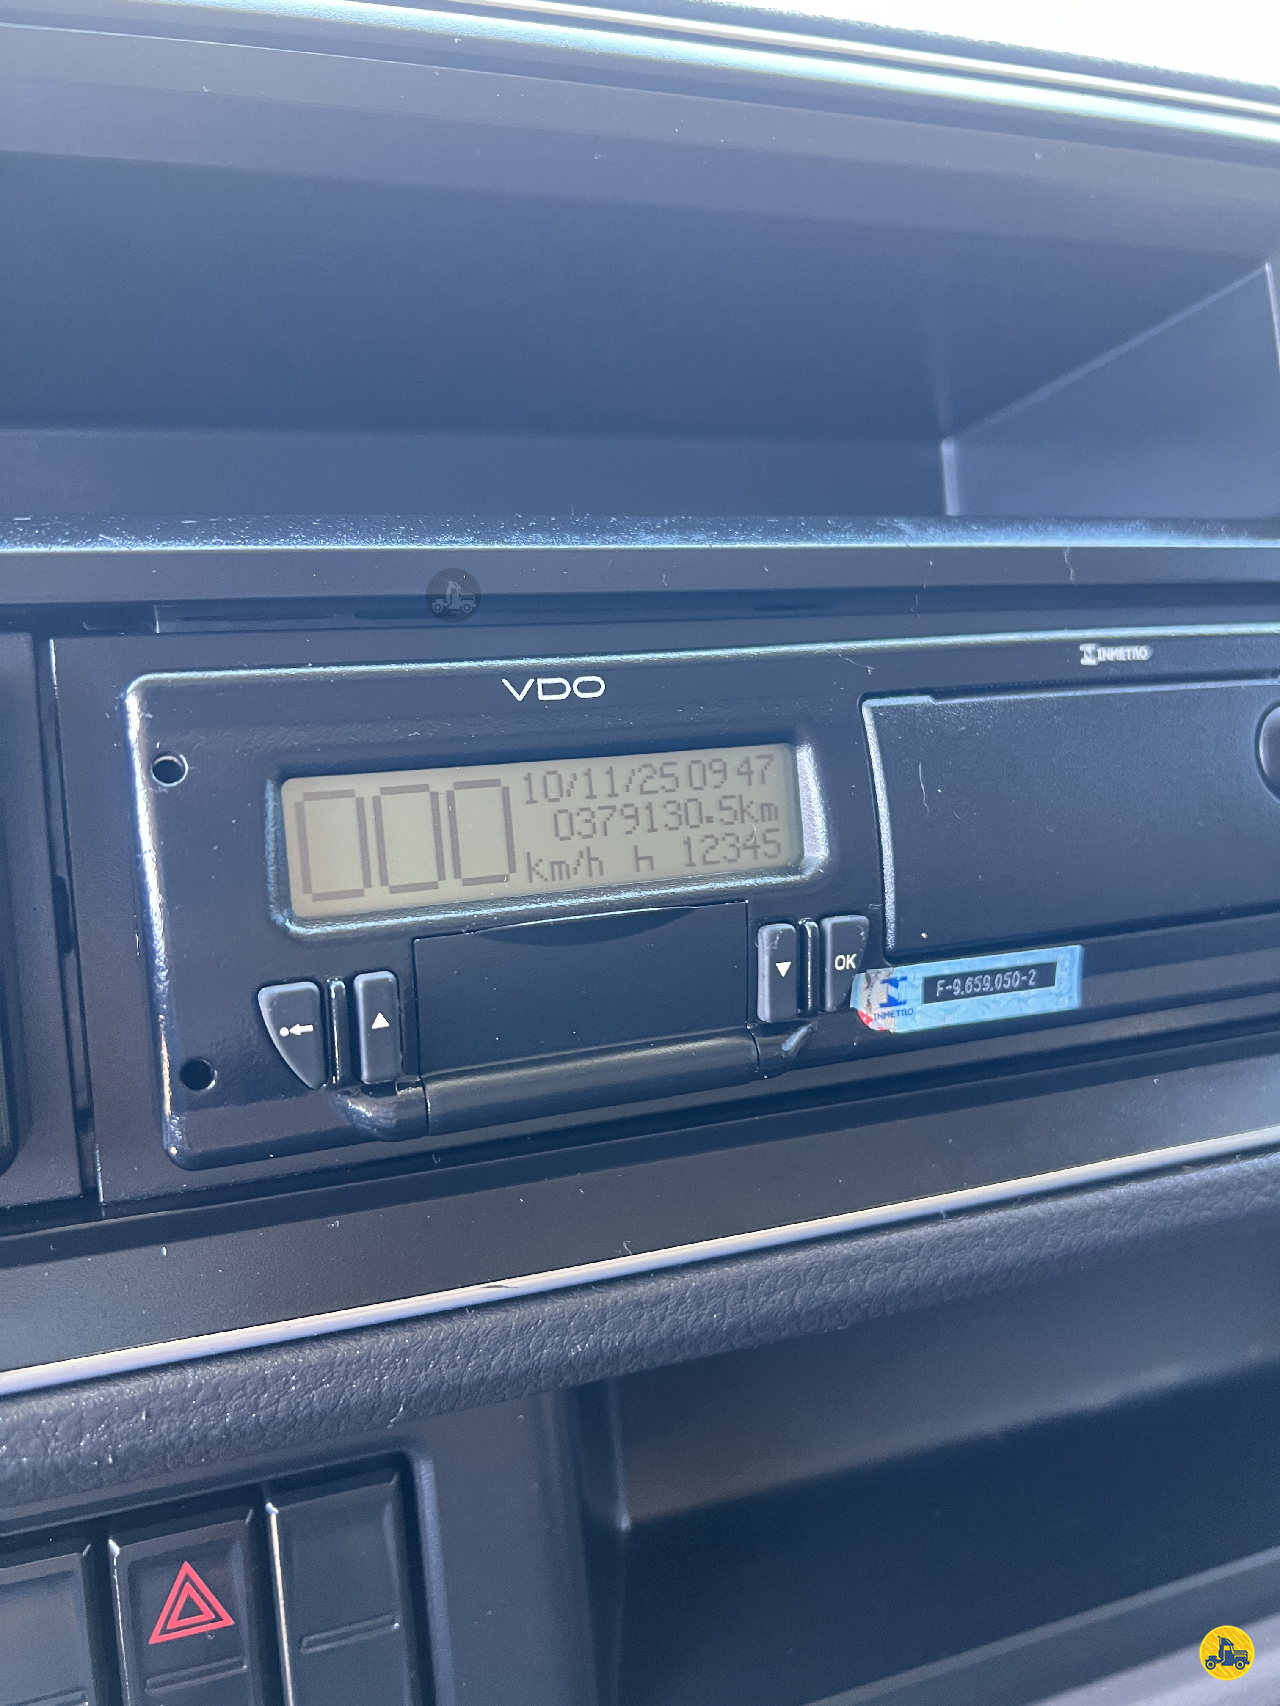 INMETRO
VDO
10/11/25 09 47
000
0379130.5km
km/h h 12345
OK
INMETRO
F-9.659.050-2